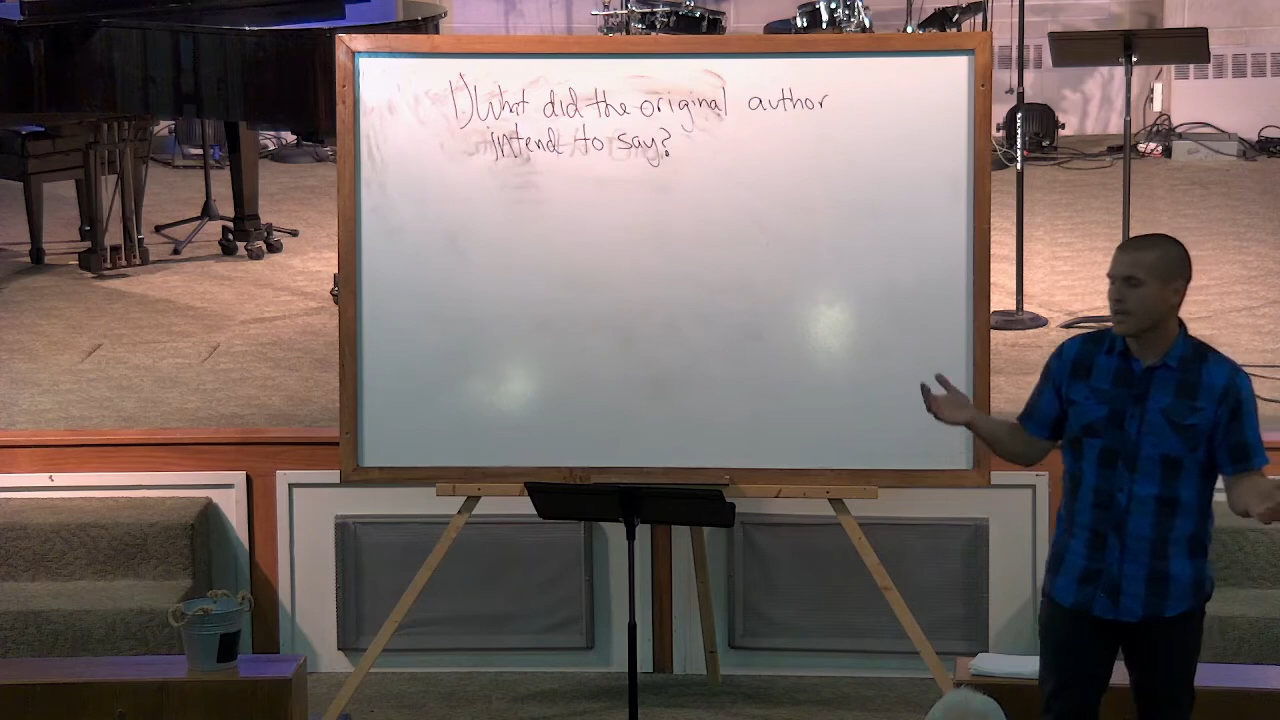 1) What did the original author
intend to say?